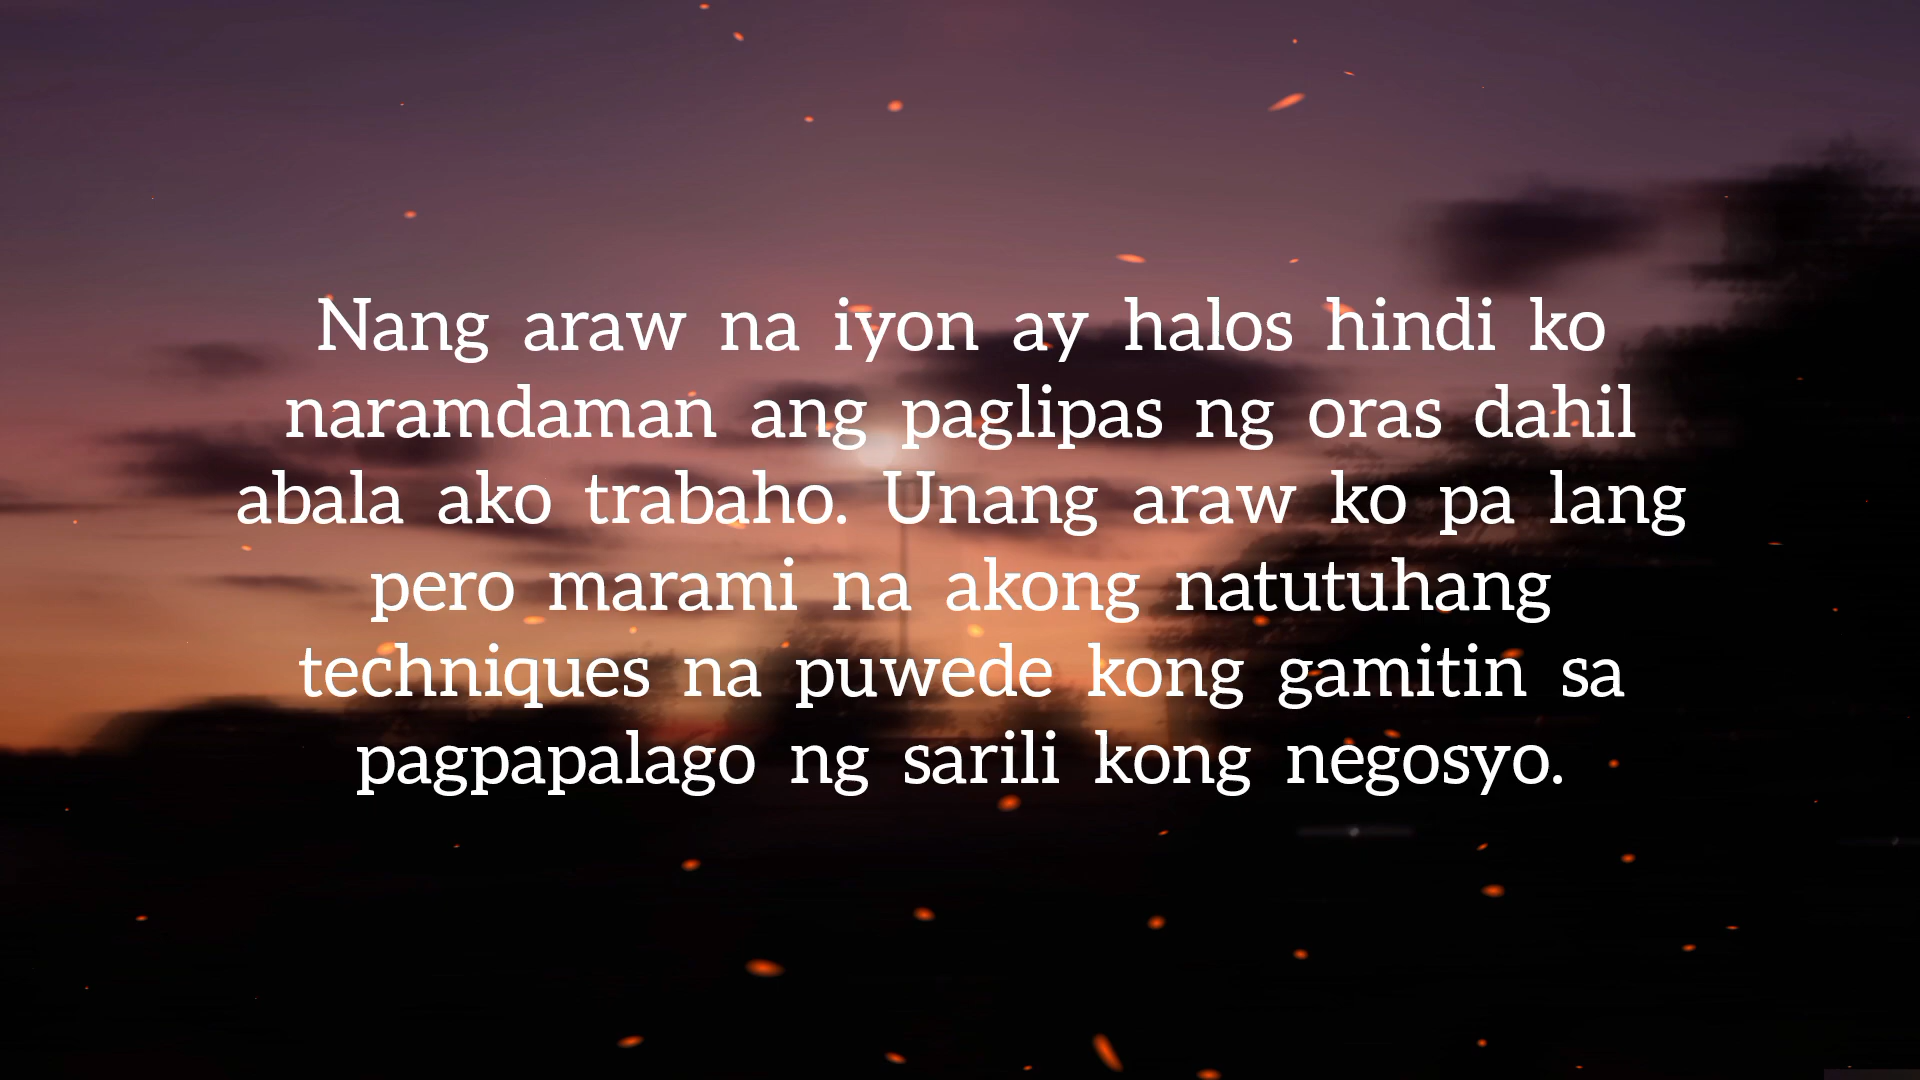 Nang araw na iyon ay halos hindi ko
naramdaman ang paglipas ng oras dahil
abala ako trabaho. Unang araw ko pa lang
pero marami na akong natutuhang
techniques na puwede kong gamitin sa
pagpapalago ng sarili kong negosyo.